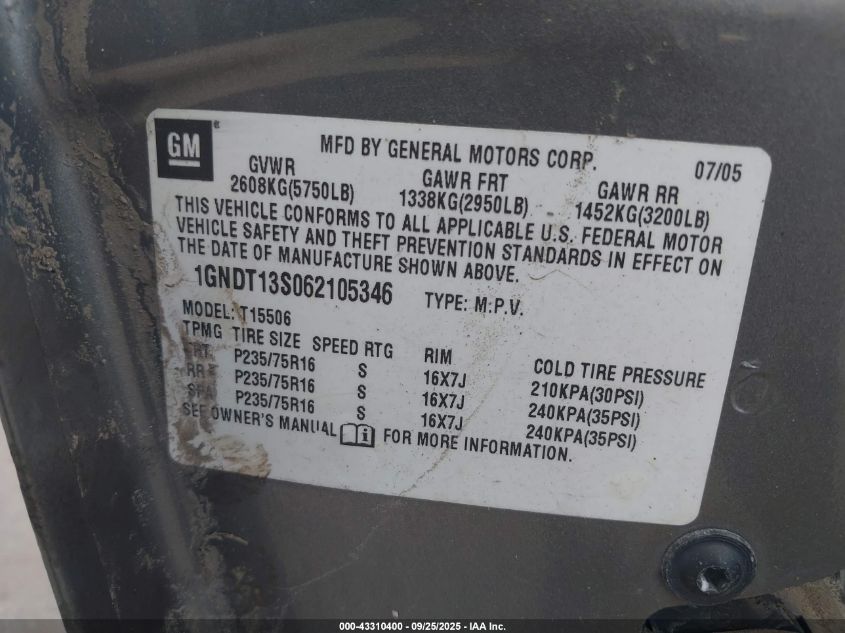 GM ®
MFD BY GENERAL MOTORS CORP. 07/05
GVWR GAWR FRT GAWR RR
2608KG(5750LB) 1338KG(2950LB) 1452KG(3200LB)
THIS VEHICLE CONFORMS TO ALL APPLICABLE U.S. FEDERAL MOTOR
VEHICLE SAFETY AND THEFT PREVENTION STANDARDS IN EFFECT ON
THE DATE OF MANUFACTURE SHOWN ABOVE.
1GNDT13S062105346 TYPE: M.P.V.
MODEL: T15506
TPMG TIRE SIZE SPEED RTG RIM COLD TIRE PRESSURE
FRT P235/75R16 S 16X7J 210KPA(30PSI)
RR P235/75R16 S 16X7J 240KPA(35PSI)
SPA P235/75R16 S 16X7J 240KPA(35PSI)
SEE OWNER'S MANUAL FOR MORE INFORMATION.
000-43310400 - 09/25/2025 - IAA Inc.